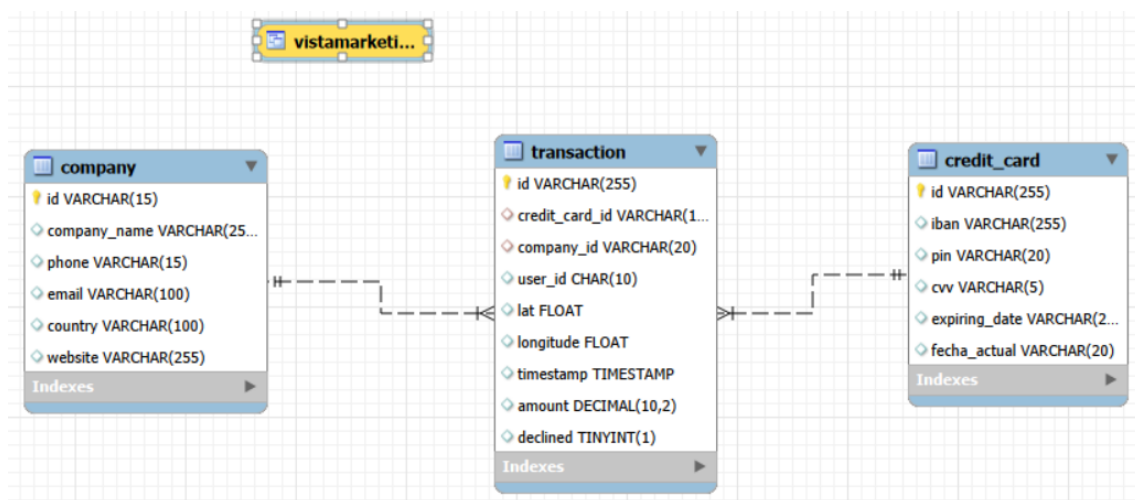 vistamarketi...
company
id VARCHAR(15)
company_name VARCHAR(25...
phone VARCHAR(15)
email VARCHAR(100)
country VARCHAR(100)
website VARCHAR(255)
Indexes
transaction
id VARCHAR(255)
credit_card_id VARCHAR(1...
company_id VARCHAR(20)
user_id CHAR(10)
lat FLOAT
longitude FLOAT
timestamp TIMESTAMP
amount DECIMAL(10,2)
declined TINYINT(1)
Indexes
credit_card
id VARCHAR(255)
iban VARCHAR(255)
pin VARCHAR(20)
cvv VARCHAR(5)
expiring_date VARCHAR(2...
fecha_actual VARCHAR(20)
Indexes